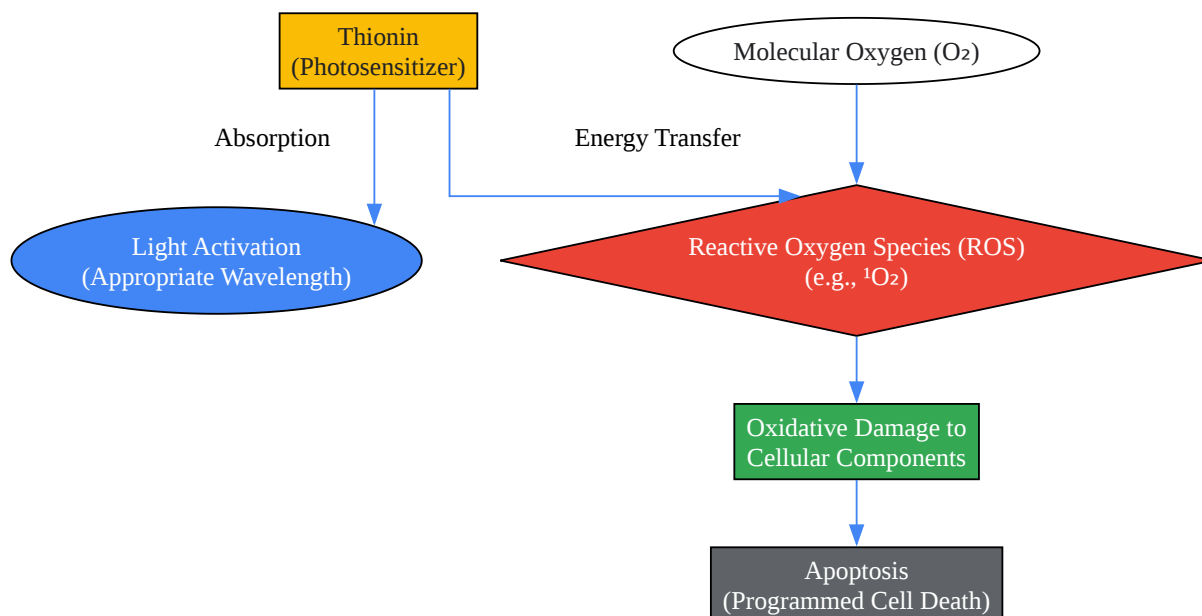 Thionin
(Photosensitizer)
Molecular Oxygen (O₂)
Absorption
Energy Transfer
Light Activation
(Appropriate Wavelength)
Reactive Oxygen Species (ROS)
(e.g., ¹O₂)
Oxidative Damage to
Cellular Components
Apoptosis
(Programmed Cell Death)